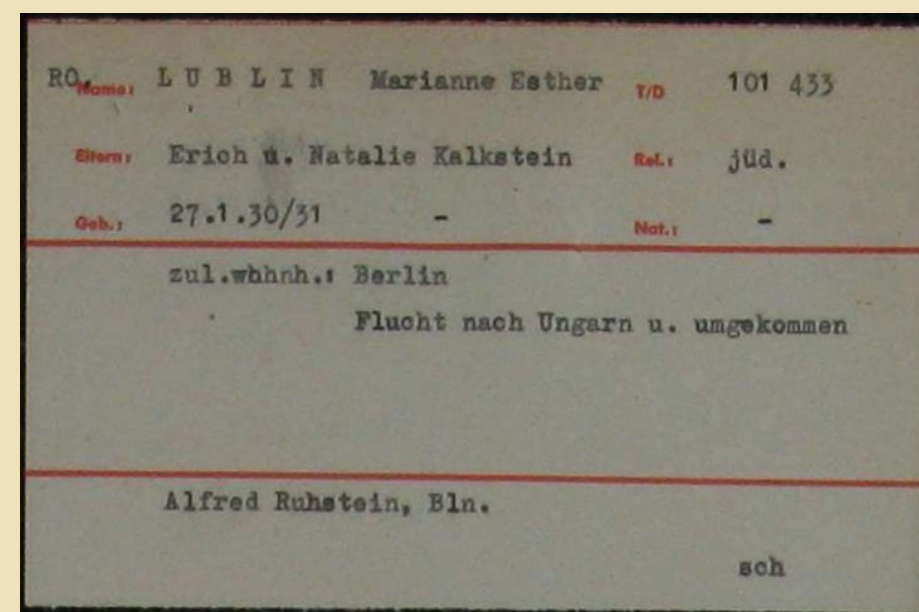 RO. Name: L U B L I N Marianne Esther T/D 101 433
Eltern: Erich u. Natalie Kalkstein Rel.: jüd.
Geb.: 27.1.30/31 - Nat.: -
zul.whhnh.: Berlin
Flucht nach Ungarn u. umgekommen
Alfred Ruhstein, Bln.
sch